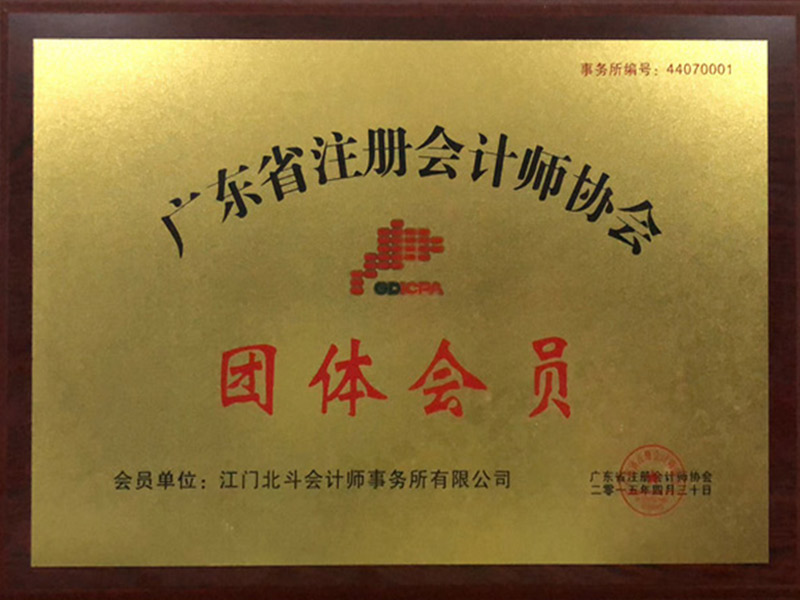 事务所编号：44070001
广东省注册会计师协会
GDICPA
团体会员
会员单位：江门北斗会计师事务所有限公司
广东省注册会计师协会
二零一五年四月三十日